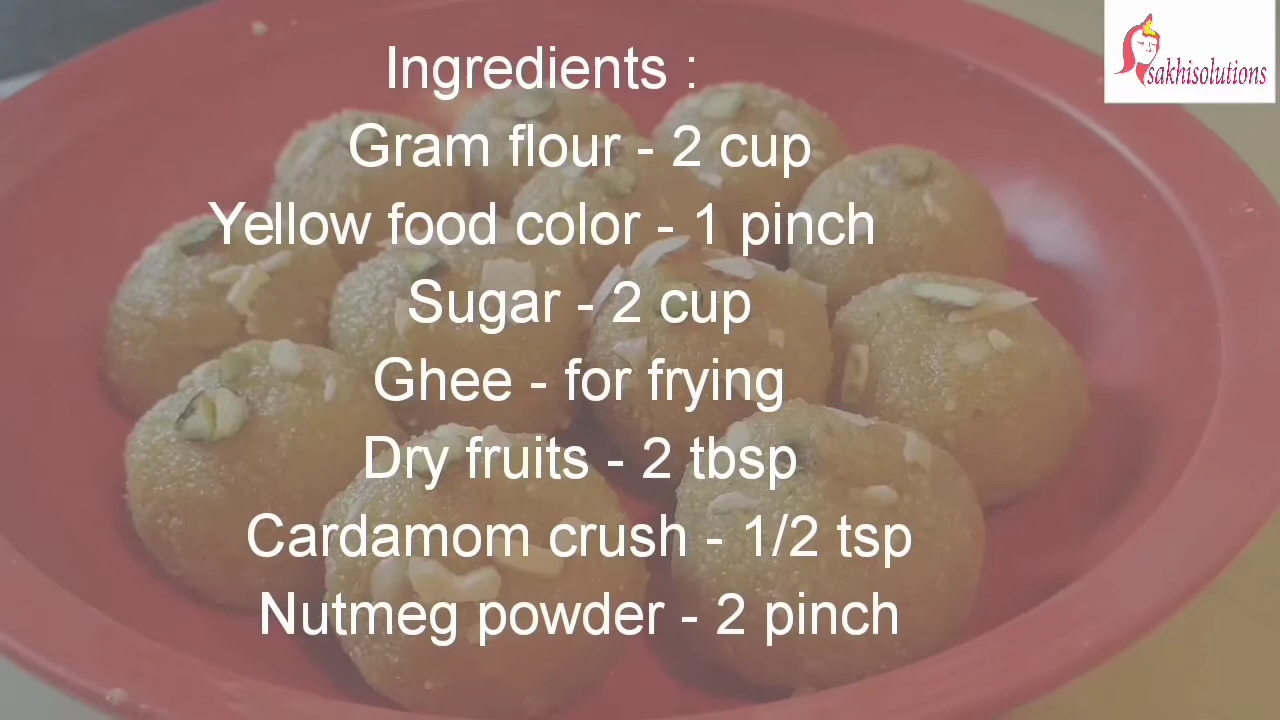 sakhisolutions
Ingredients :
Gram flour - 2 cup
Yellow food color - 1 pinch
Sugar - 2 cup
Ghee - for frying
Dry fruits - 2 tbsp
Cardamom crush - 1/2 tsp
Nutmeg powder - 2 pinch